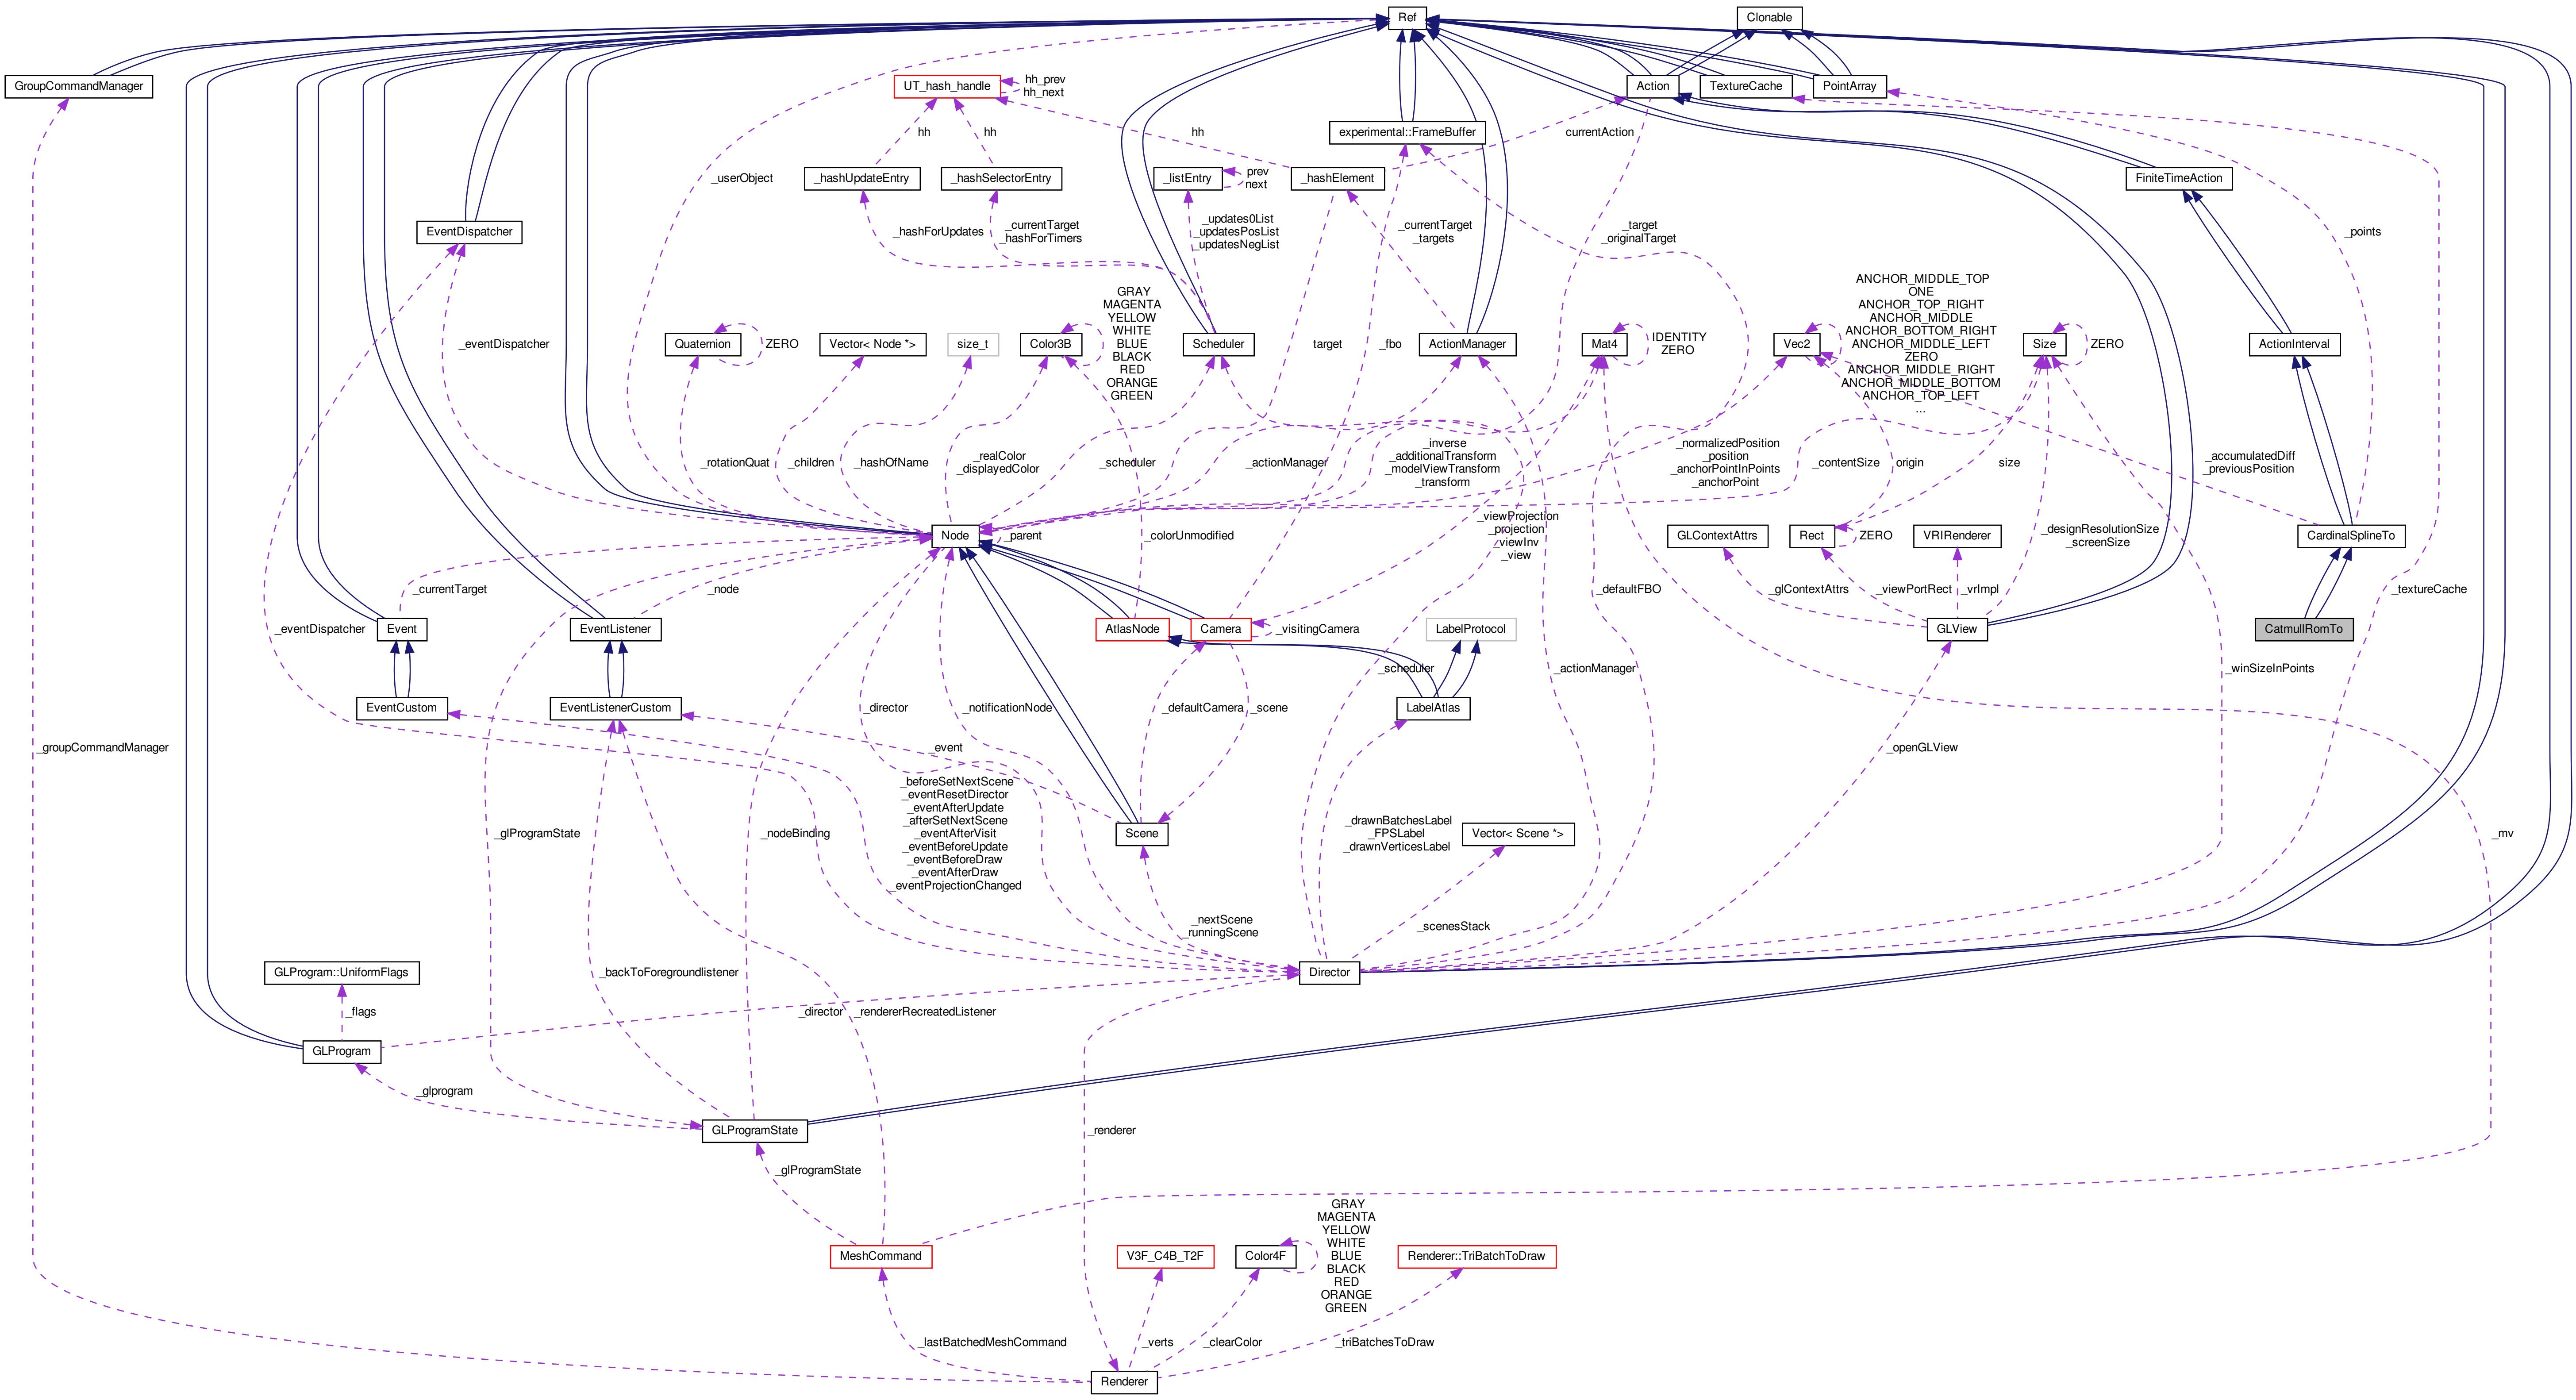 Ref
Clonable
GroupCommandManager
UT_hash_handle
hh_prev
hh_next
Action
TextureCache
PointArray
hh
hh
hh
experimental::FrameBuffer
currentAction
_userObject
_hashUpdateEntry
_hashSelectorEntry
_listEntry
prev
next
_hashElement
FiniteTimeAction
EventDispatcher
_hashForUpdates
_currentTarget
_hashForTimers
_updates0List
_updatesPosList
_updatesNegList
_currentTarget
_targets
_target
_originalTarget
_points
GRAY
MAGENTA
YELLOW
WHITE
BLUE
BLACK
RED
ORANGE
GREEN
ANCHOR_MIDDLE_TOP
ONE
ANCHOR_TOP_RIGHT
ANCHOR_MIDDLE
ANCHOR_BOTTOM_RIGHT
ANCHOR_MIDDLE_LEFT
ZERO
ANCHOR_MIDDLE_RIGHT
ANCHOR_MIDDLE_BOTTOM
ANCHOR_TOP_LEFT
...
_eventDispatcher
Quaternion
ZERO
Vector< Node *>
size_t
Color3B
Scheduler
target
_fbo
ActionManager
Mat4
IDENTITY
ZERO
Vec2
Size
ZERO
ActionInterval
_rotationQuat
_children
_hashOfName
_realColor
_displayedColor
_scheduler
_actionManager
_inverse
_additionalTransform
_modelViewTransform
_transform
_normalizedPosition
_position
_anchorPointInPoints
_anchorPoint
_contentSize
origin
size
_accumulatedDiff
_previousPosition
Node
_parent
_colorUnmodified
_viewProjection
_projection
_viewInv
_view
GLContextAttrs
Rect
ZERO
VRIRenderer
_designResolutionSize
_screenSize
CardinalSplineTo
_currentTarget
_node
_defaultFBO
_glContextAttrs
_viewPortRect
_vrImpl
_textureCache
_eventDispatcher
Event
EventListener
AtlasNode
Camera
_visitingCamera
LabelProtocol
GLView
CatmullRomTo
_scheduler
_actionManager
_winSizeInPoints
EventCustom
EventListenerCustom
_director
_notificationNode
_defaultCamera
_scene
LabelAtlas
_groupCommandManager
_event
_openGLView
_beforeSetNextScene
_eventResetDirector
_eventAfterUpdate
_afterSetNextScene
_eventAfterVisit
_eventBeforeUpdate
_eventBeforeDraw
_eventAfterDraw
_eventProjectionChanged
_glProgramState
_nodeBinding
Scene
_drawnBatchesLabel
_FPSLabel
_drawnVerticesLabel
Vector< Scene *>
_mv
_nextScene
_runningScene
_scenesStack
GLProgram::UniformFlags
_backToForegroundlistener
Director
_flags
_director
_rendererRecreatedListener
GLProgram
_glprogram
GLProgramState
_renderer
_glProgramState
GRAY
MAGENTA
YELLOW
WHITE
BLUE
BLACK
RED
ORANGE
GREEN
MeshCommand
V3F_C4B_T2F
Color4F
Renderer::TriBatchToDraw
_lastBatchedMeshCommand
_verts
_clearColor
_triBatchesToDraw
Renderer